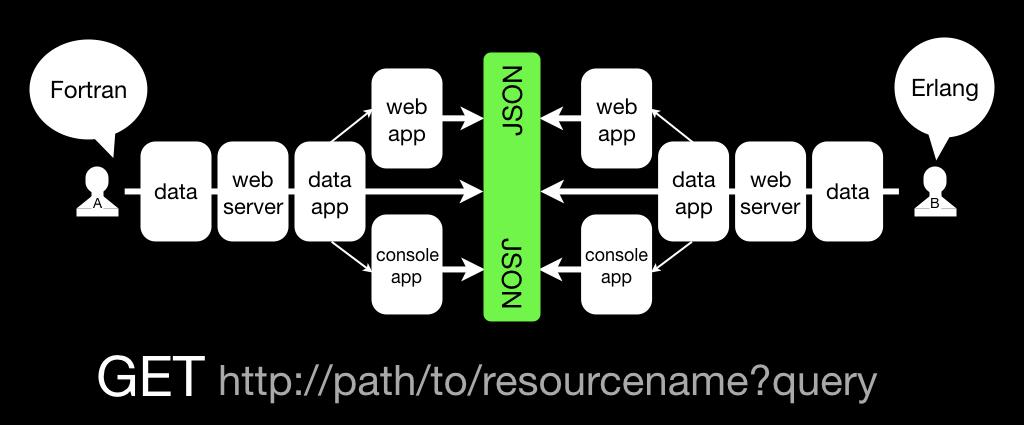 Fortran
Erlang
A
data
web
server
data
app
web
app
console
app
JSON
JSON
web
app
console
app
data
app
web
server
data
B
GET http://path/to/resourcename?query